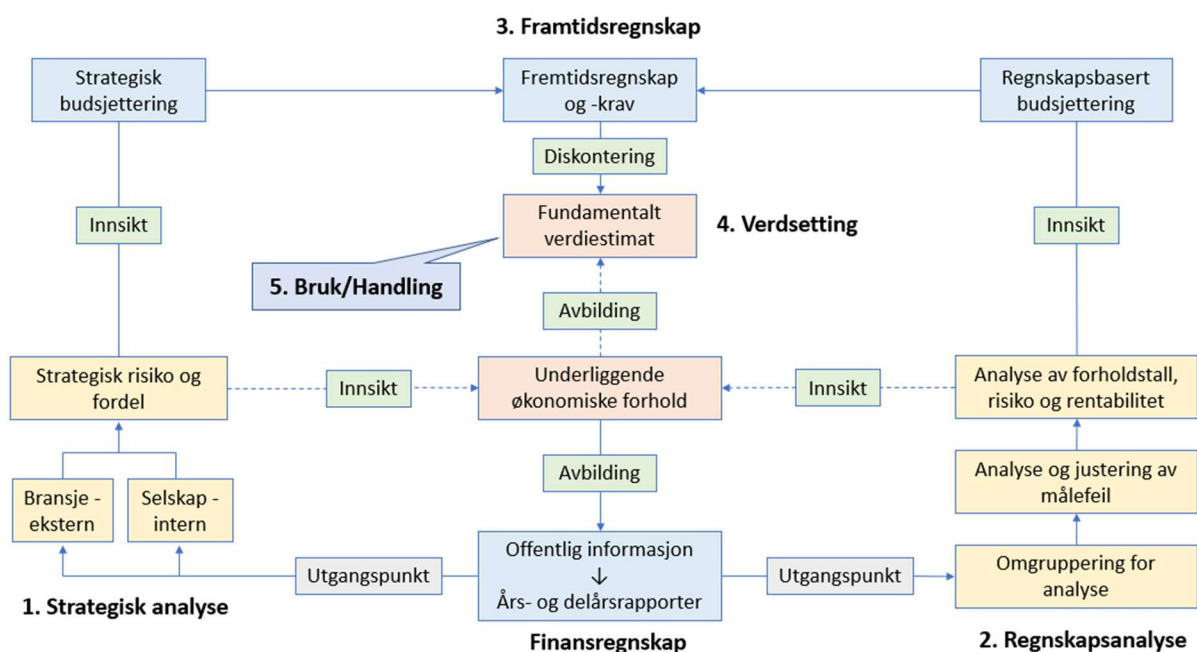 3. Framtidsregnskap
Strategisk
budsjettering
Fremtidsregnskap
og -krav
Regnskapsbasert
budsjettering
Diskontering
Innsikt
Fundamentalt
verdiestimat
4. Verdsetting
Innsikt
5. Bruk/Handling
Avbilding
Strategisk risiko og
fordel
Innsikt
Underliggende
økonomiske forhold
Innsikt
Analyse av forholdstall,
risiko og rentabilitet
Bransje -
ekstern
Selskap -
intern
Avbilding
Analyse og justering av
målefeil
Utgangspunkt
Offentlig informasjon
↓
Års- og delårsrapporter
Utgangspunkt
Omgruppering for
analyse
1. Strategisk analyse
Finansregnskap
2. Regnskapsanalyse